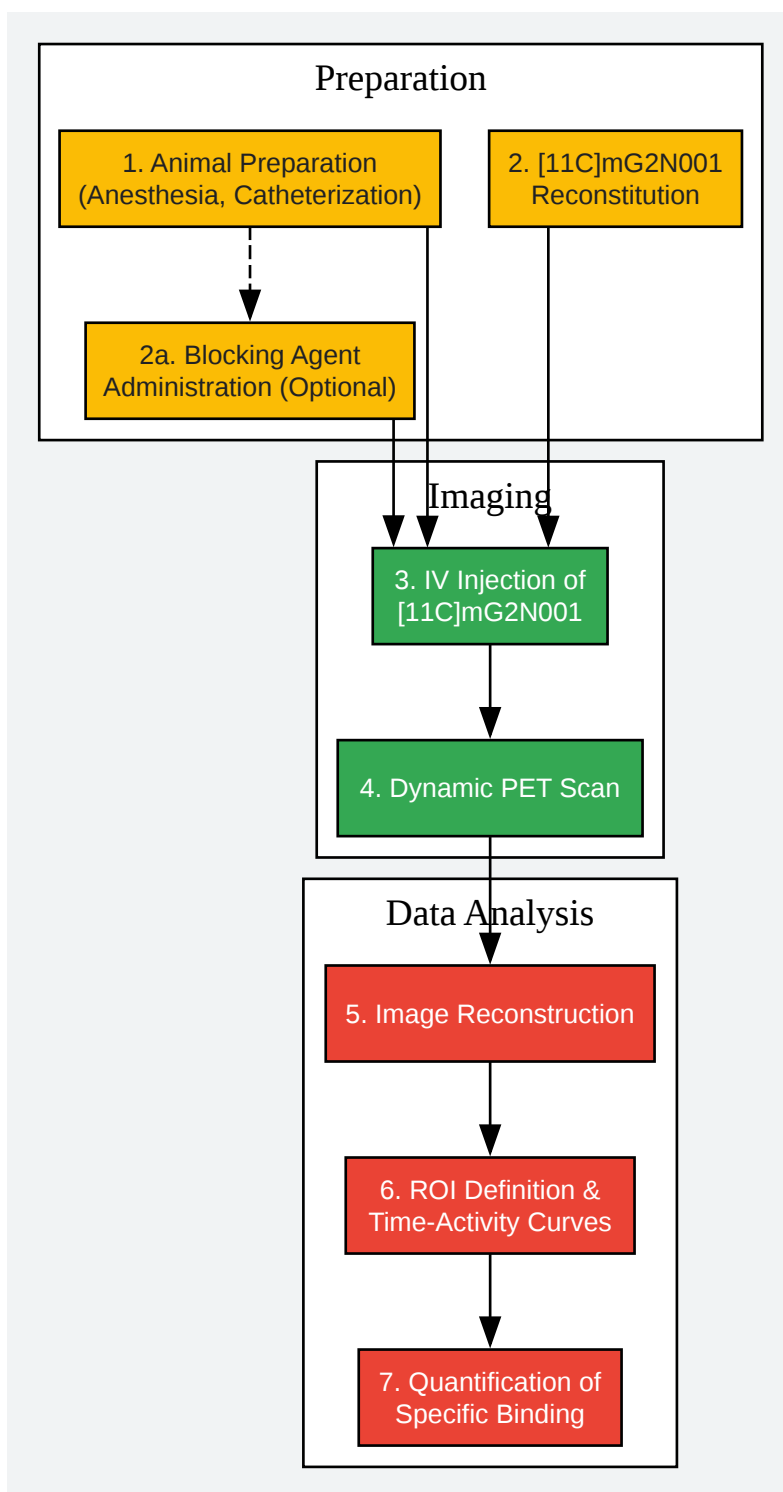 Preparation
1. Animal Preparation
(Anesthesia, Catheterization)
2. [11C]mG2N001
Reconstitution
2a. Blocking Agent
Administration (Optional)
Imaging
3. IV Injection of
[11C]mG2N001
4. Dynamic PET Scan
Data Analysis
5. Image Reconstruction
6. ROI Definition &
Time-Activity Curves
7. Quantification of
Specific Binding